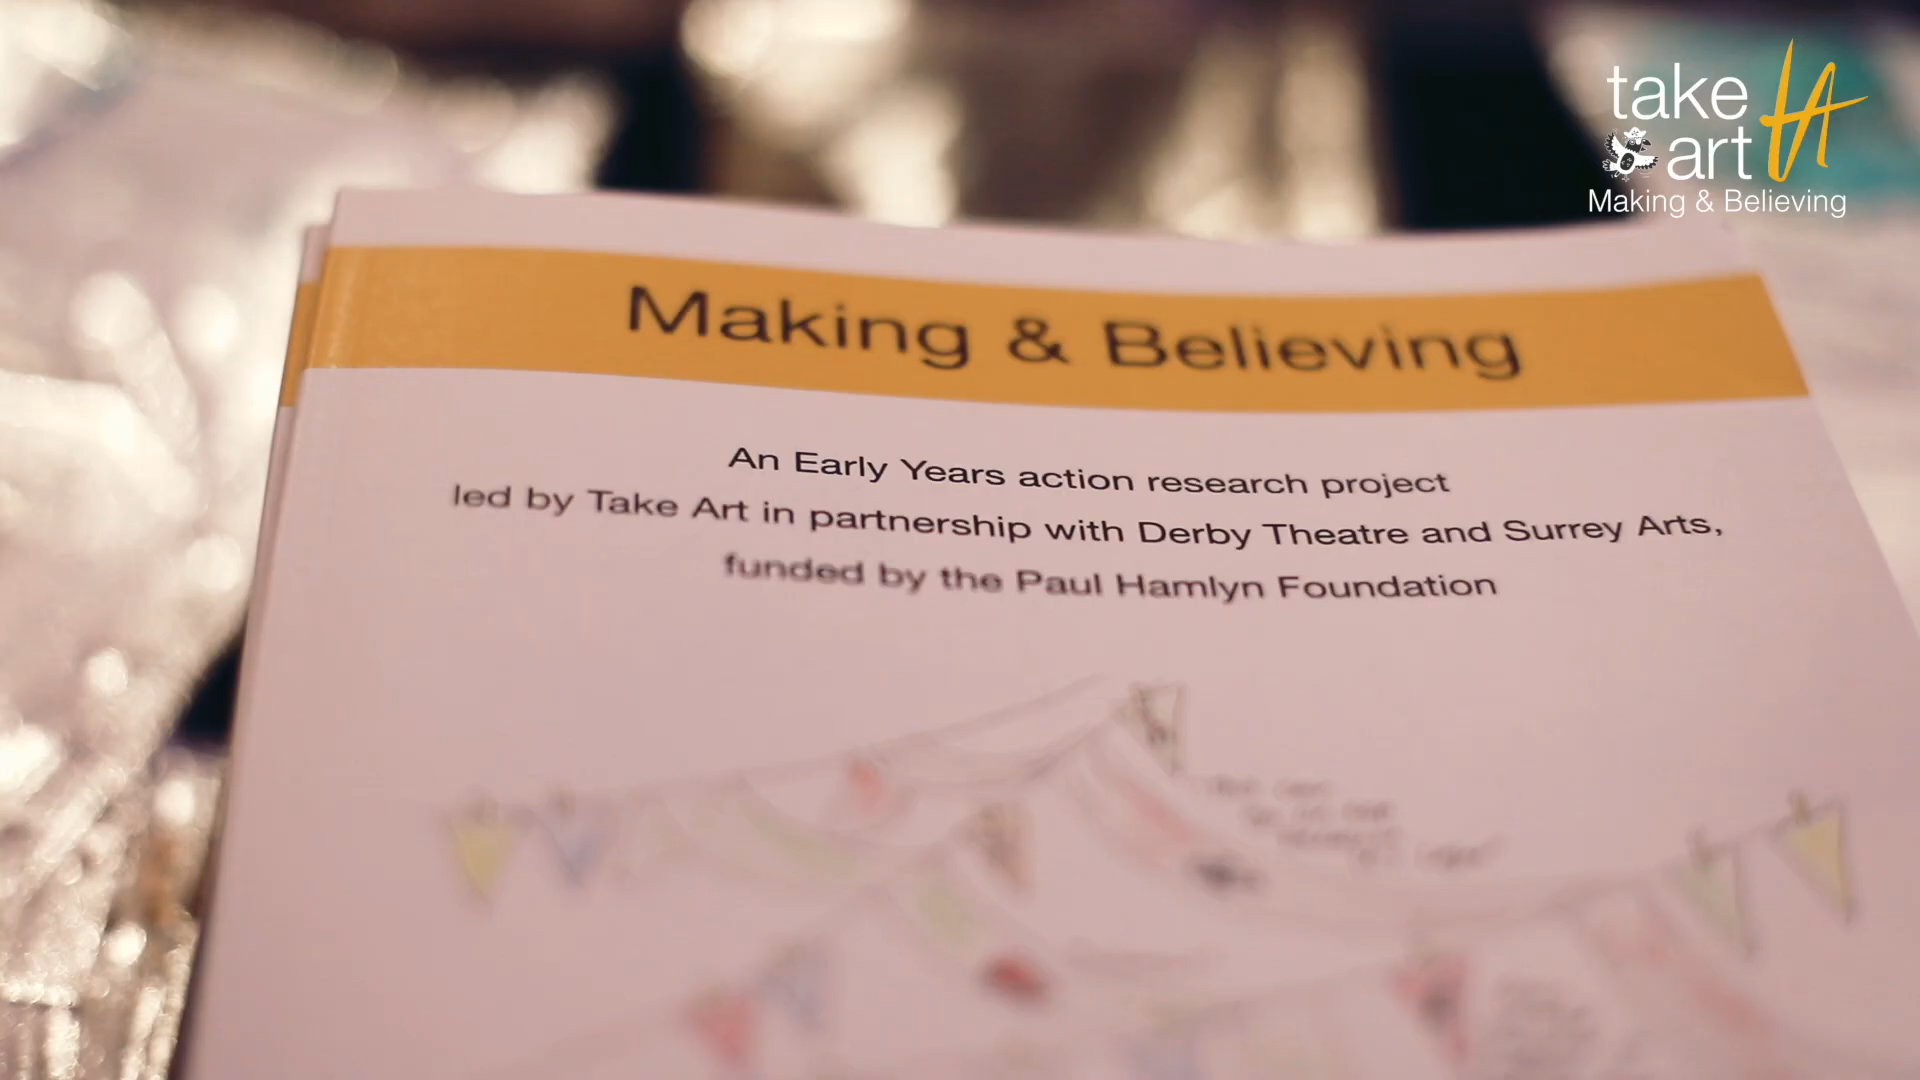 take
art
Making & Believing
Making & Believing
An Early Years action research project
led by Take Art in partnership with Derby Theatre and Surrey Arts,
funded by the Paul Hamlyn Foundation